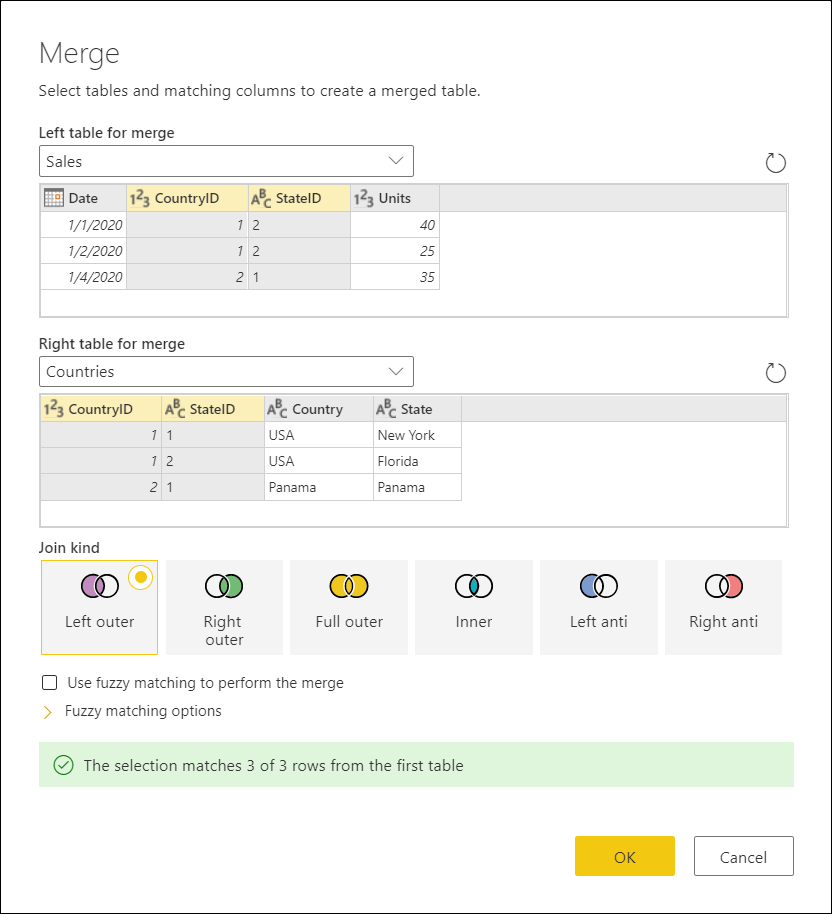 Merge
Select tables and matching columns to create a merged table.
Left table for merge
Sales
Date 123 CountryID ABC StateID 123 Units
1/1/2020 1 2 40
1/2/2020 1 2 25
1/4/2020 2 1 35
Right table for merge
Countries
123 CountryID ABC StateID ABC Country ABC State
1 1 USA New York
1 2 USA Florida
2 1 Panama Panama
Join kind
Left outer
Right
outer
Full outer
Inner
Left anti
Right anti
Use fuzzy matching to perform the merge
Fuzzy matching options
The selection matches 3 of 3 rows from the first table
OK Cancel